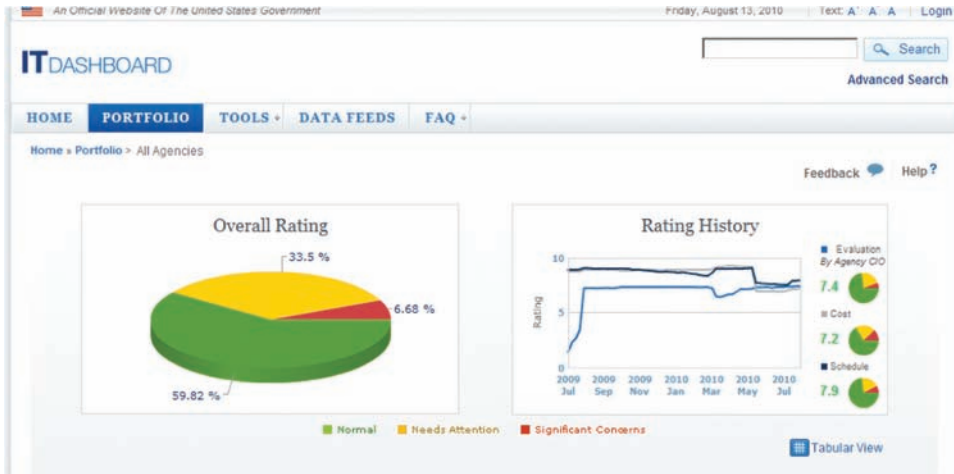 An Official Website Of The United States Government
Friday, August 13, 2010
Text: A+ A A-
Login
Search
IT DASHBOARD
Advanced Search
HOME PORTFOLIO TOOLS DATA FEEDS FAQ
Home » Portfolio > All Agencies
Feedback Help?
Overall Rating
33.5 %
6.68 %
59.82 %
Rating History
Rating
10
5
0
2009 Jul
2009 Sep
2009 Nov
2010 Jan
2010 Mar
2010 May
2010 Jul
Evaluation
By Agency CIO
7.4
Cost
7.2
Schedule
7.9
Normal Needs Attention Significant Concerns
Tabular View